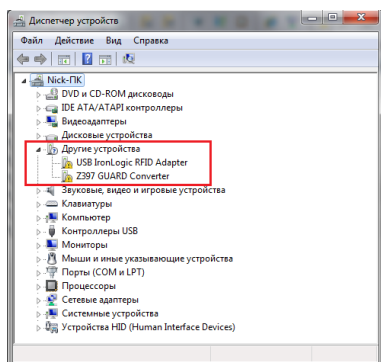 Диспетчер устройств
Файл Действие Вид Справка
Nick-ПК
DVD и CD-ROM дисководы
IDE ATA/ATAPI контроллеры
Видеоадаптеры
Дисковые устройства
Другие устройства
USB IronLogic RFID Adapter
Z397 GUARD Converter
Звуковые, видео и игровые устройства
Клавиатуры
Компьютер
Контроллеры USB
Мониторы
Мыши и иные указывающие устройства
Порты (COM и LPT)
Процессоры
Сетевые адаптеры
Системные устройства
Устройства HID (Human Interface Devices)